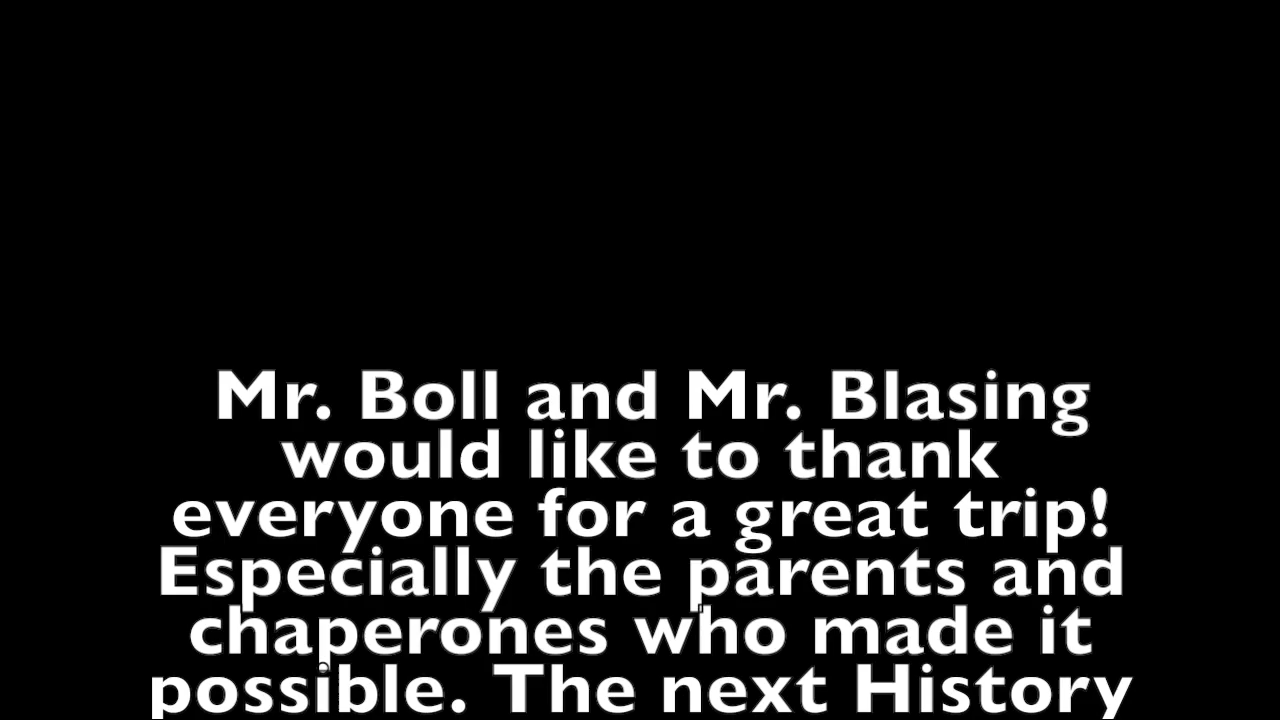 Mr. Boll and Mr. Blasing
would like to thank
everyone for a great trip!
Especially the parents and
chaperones who made it
possible. The next History